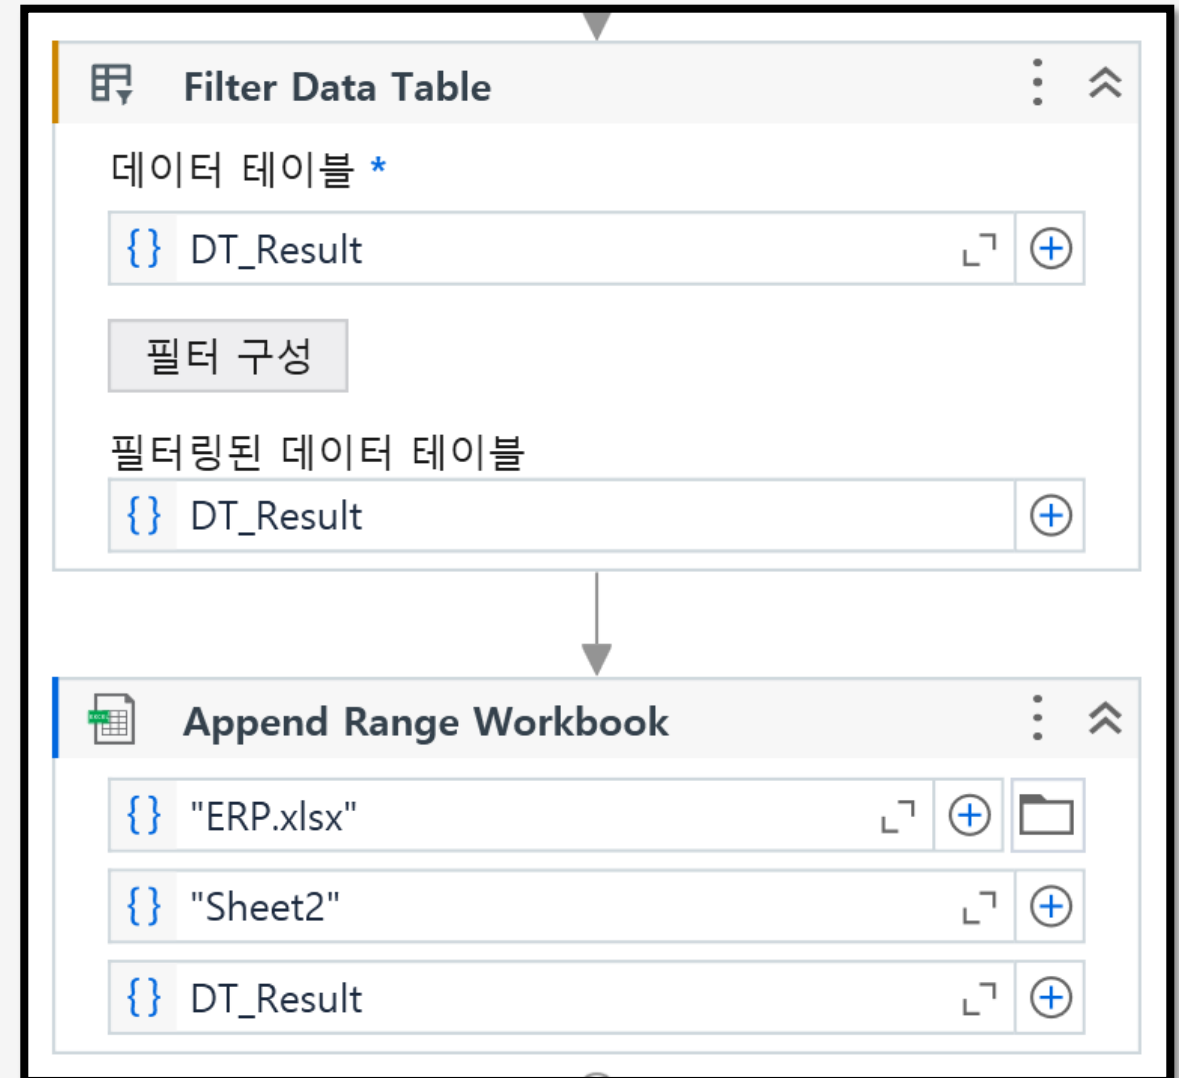 Filter Data Table
데이터 테이블 *
{} DT_Result
필터 구성
필터링된 데이터 테이블
{} DT_Result
Append Range Workbook
EXCEL
{} "ERP.xlsx"
{} "Sheet2"
{} DT_Result